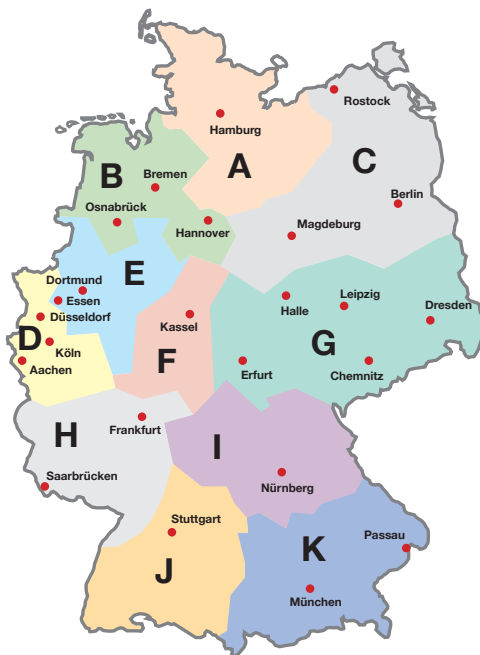 Rostock
Hamburg
C
A
B
Bremen
Berlin
Osnabrück
Hannover
Magdeburg
E
Dortmund
Essen
Leipzig
Halle
Dresden
Düsseldorf
Kassel
D
G
Köln
F
Aachen
Erfurt
Chemnitz
H
Frankfurt
I
Saarbrücken
Nürnberg
Stuttgart
Passau
K
J
München